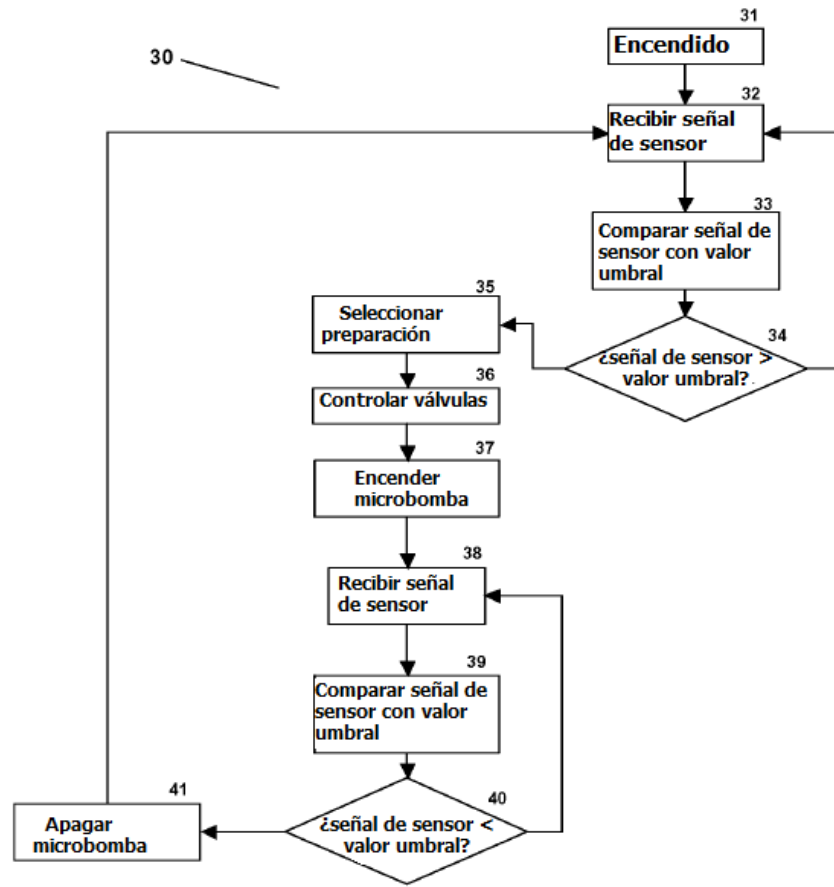 30
31
Encendido
32
Recibir señal
de sensor
33
Comparar señal de
sensor con valor
umbral
34
¿señal de sensor >
valor umbral?
35
Seleccionar
preparación
36
Controlar válvulas
37
Encender
microbomba
38
Recibir señal
de sensor
39
Comparar señal de
sensor con valor
umbral
40
¿señal de sensor <
valor umbral?
41
Apagar
microbomba